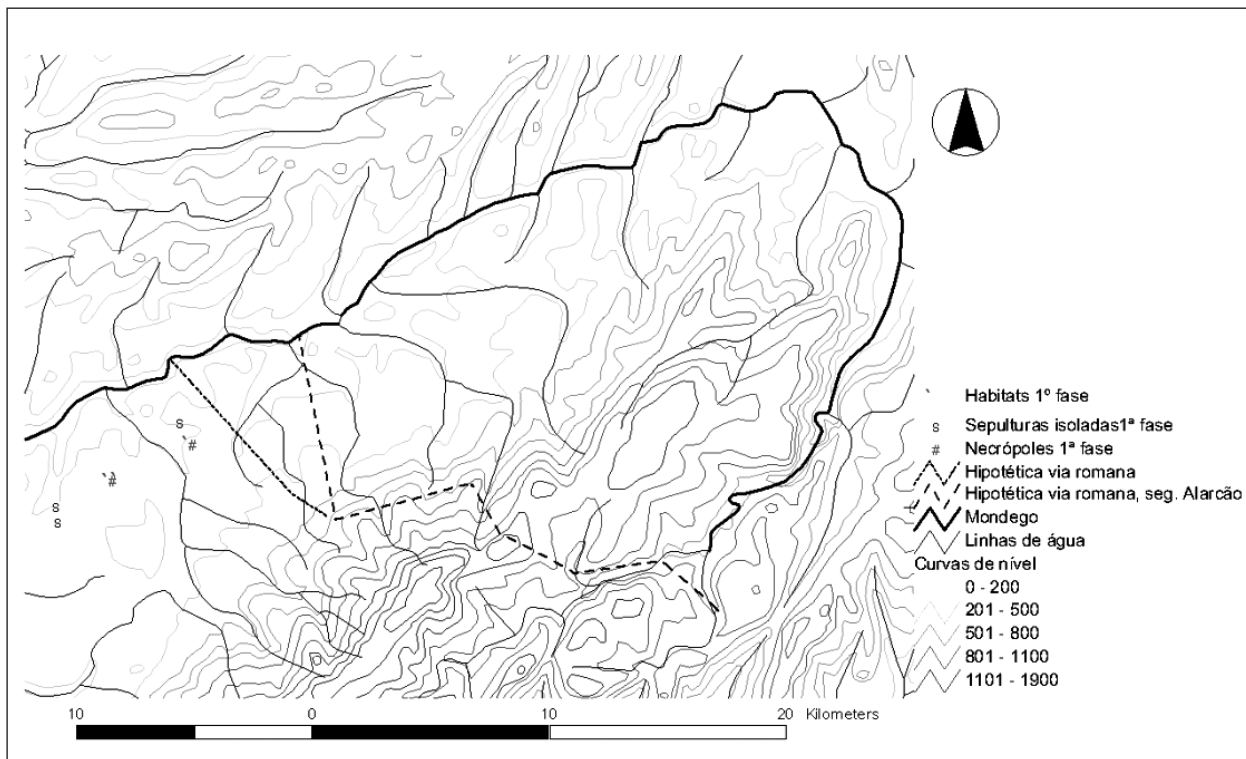 Habitats 1º fase
s Sepulturas isoladas1ª fase
# Necrópoles 1ª fase
Hipotética via romana
Hipotética via romana, seg. Alarcão
Mondego
Linhas de água
Curvas de nível
0 - 200
201 - 500
501 - 800
801 - 1100
1101 - 1900
s
#
#
s
s
10 0 10 20 Kilometers